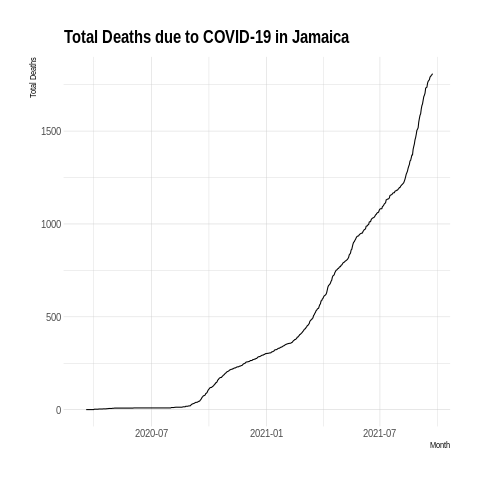 Total Deaths due to COVID-19 in Jamaica
Total Deaths
1500
1000
500
0
2020-07
2021-01
2021-07
Month